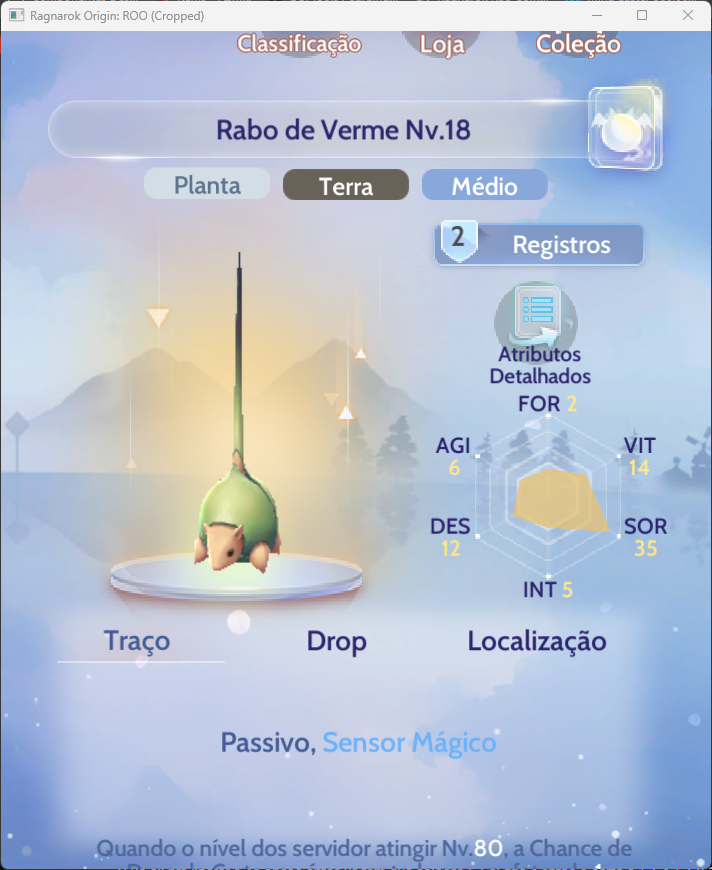 Ragnarok Origin: ROO (Cropped)
Classificação
Loja
Coleção
Rabo de Verme Nv.18
Planta
Terra
Médio
2
Registros
Atributos
Detalhados
FOR 2
AGI
6
VIT
14
DES
12
SOR
35
INT 5
Traço
Drop
Localização
Passivo, Sensor Mágico
Quando o nível dos servidor atingir Nv.80, a Chance de